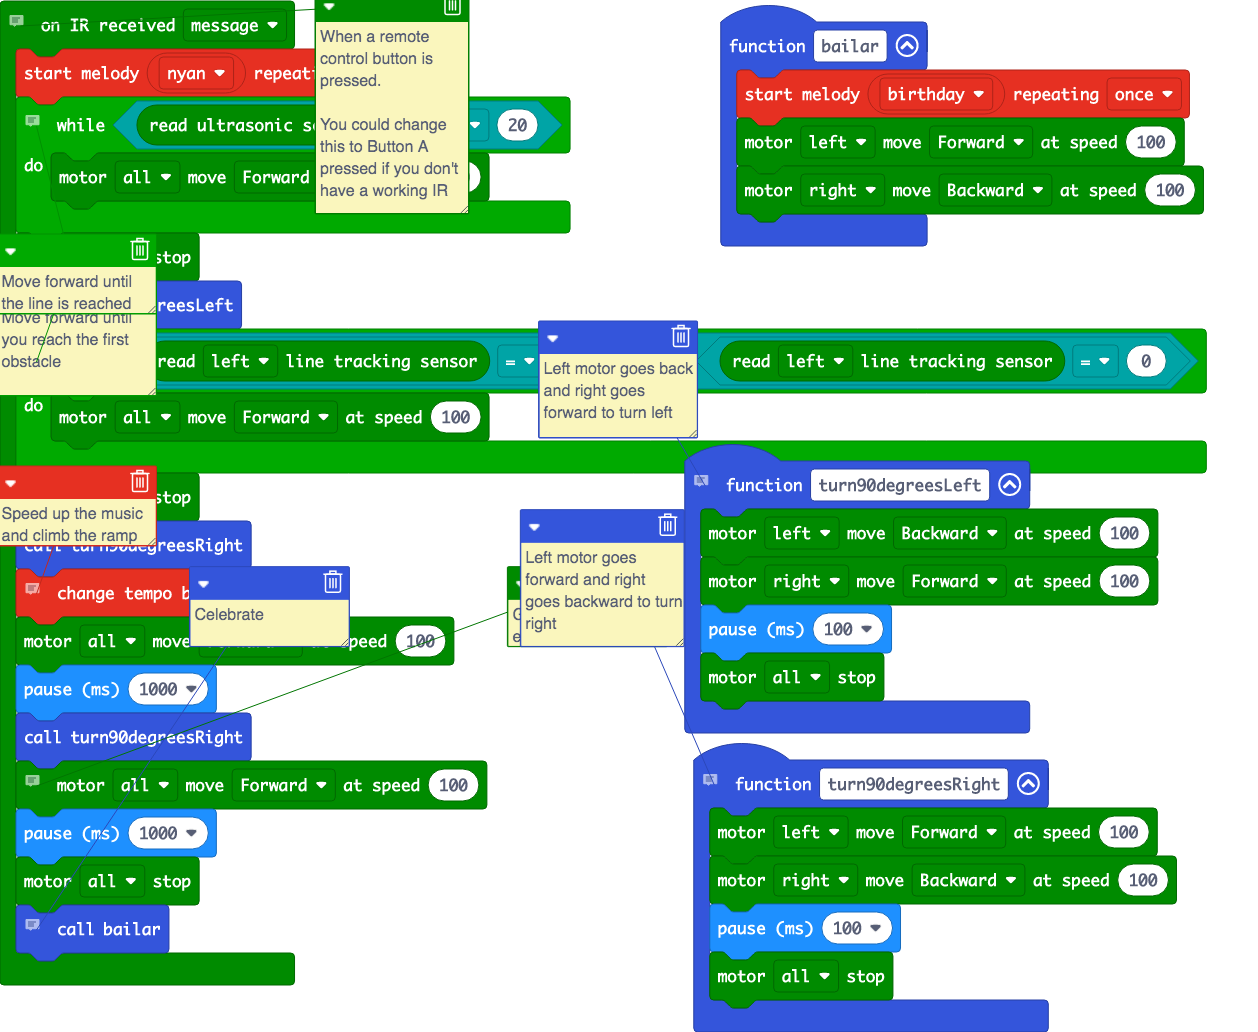 on IR received message
start melody nyan repeating
while read ultrasonic 20
do motor all move Forward
stop
read left line tracking sensor = read left line tracking sensor = 0
do motor all move Forward at speed 100
stop
call turn90degreesRight
change tempo
motor all move speed 100
pause (ms) 1000
call turn90degreesRight
motor all move Forward at speed 100
pause (ms) 1000
motor all stop
call bailar
When a remote
control button is
pressed.
You could change
this to Button A
pressed if you don't
have a working IR
Move forward until
the line is reached
Move forward until
you reach the first
obstacle
Speed up the music
and climb the ramp
Celebrate
Left motor goes back
and right goes
forward to turn left
Left motor goes
forward and right
goes backward to turn
right
function bailar
start melody birthday repeating once
motor left move Forward at speed 100
motor right move Backward at speed 100
function turn90degreesLeft
motor left move Backward at speed 100
motor right move Forward at speed 100
pause (ms) 100
motor all stop
function turn90degreesRight
motor left move Forward at speed 100
motor right move Backward at speed 100
pause (ms) 100
motor all stop